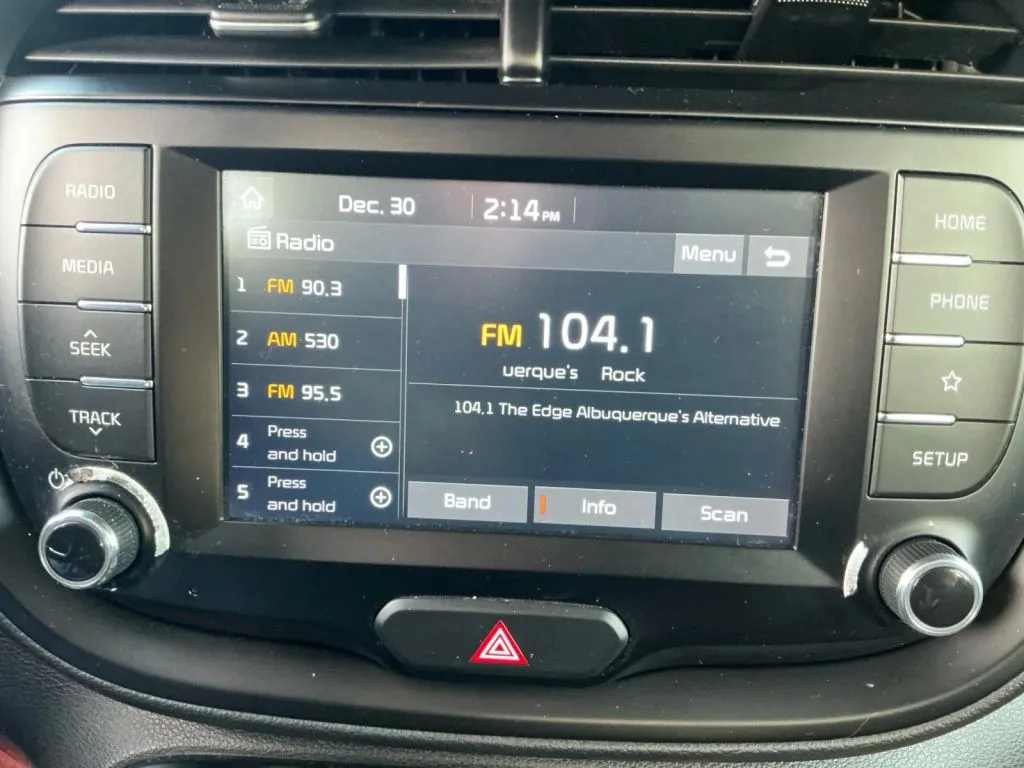 RADIO
MEDIA
SEEK
TRACK
Dec. 30
2:14 PM
Radio
Menu
1 FM 90.3
2 AM 530
3 FM 95.5
4 Press and hold
5 Press and hold
FM 104.1
uerque's Rock
104.1 The Edge Albuquerque's Alternative
Band
Info
Scan
HOME
PHONE
SETUP